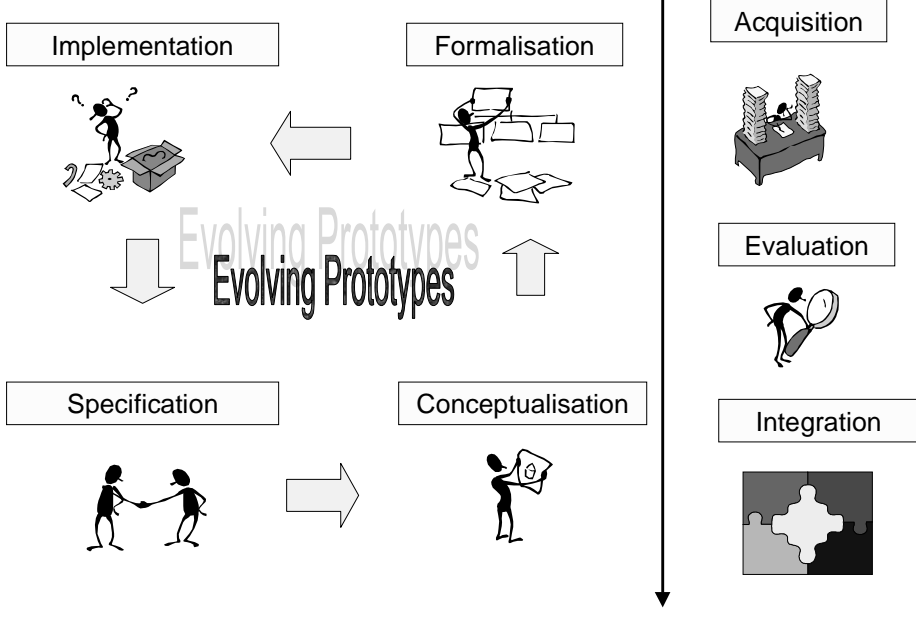 Implementation
Formalisation
Evolving Prototypes
Evolving Prototypes
Specification
Conceptualisation
Acquisition
Evaluation
Integration